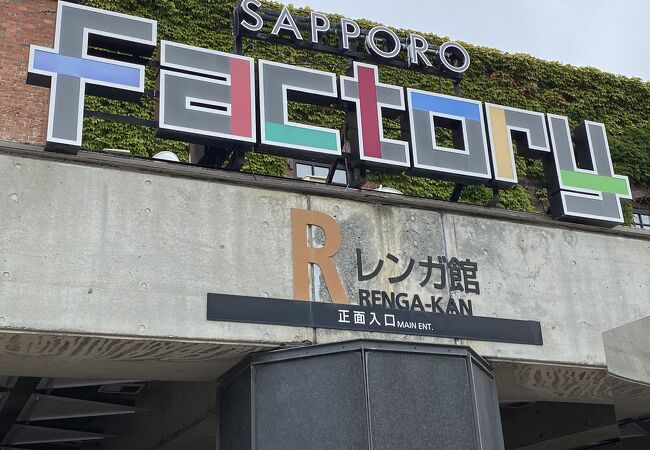 SAPPORO
Factory
R レンガ館
RENGA-KAN
正面入口 MAIN ENT.